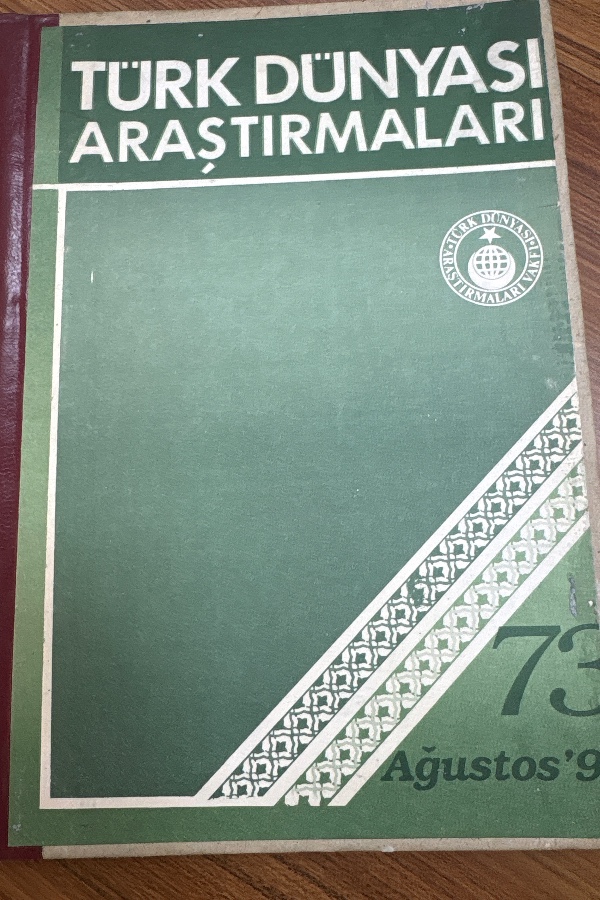 TÜRK DÜNYASI
ARAŞTIRMALARI
TÜRK DÜNYASI
ARAŞTIRMALARI VAKFI
73
Ağustos'9